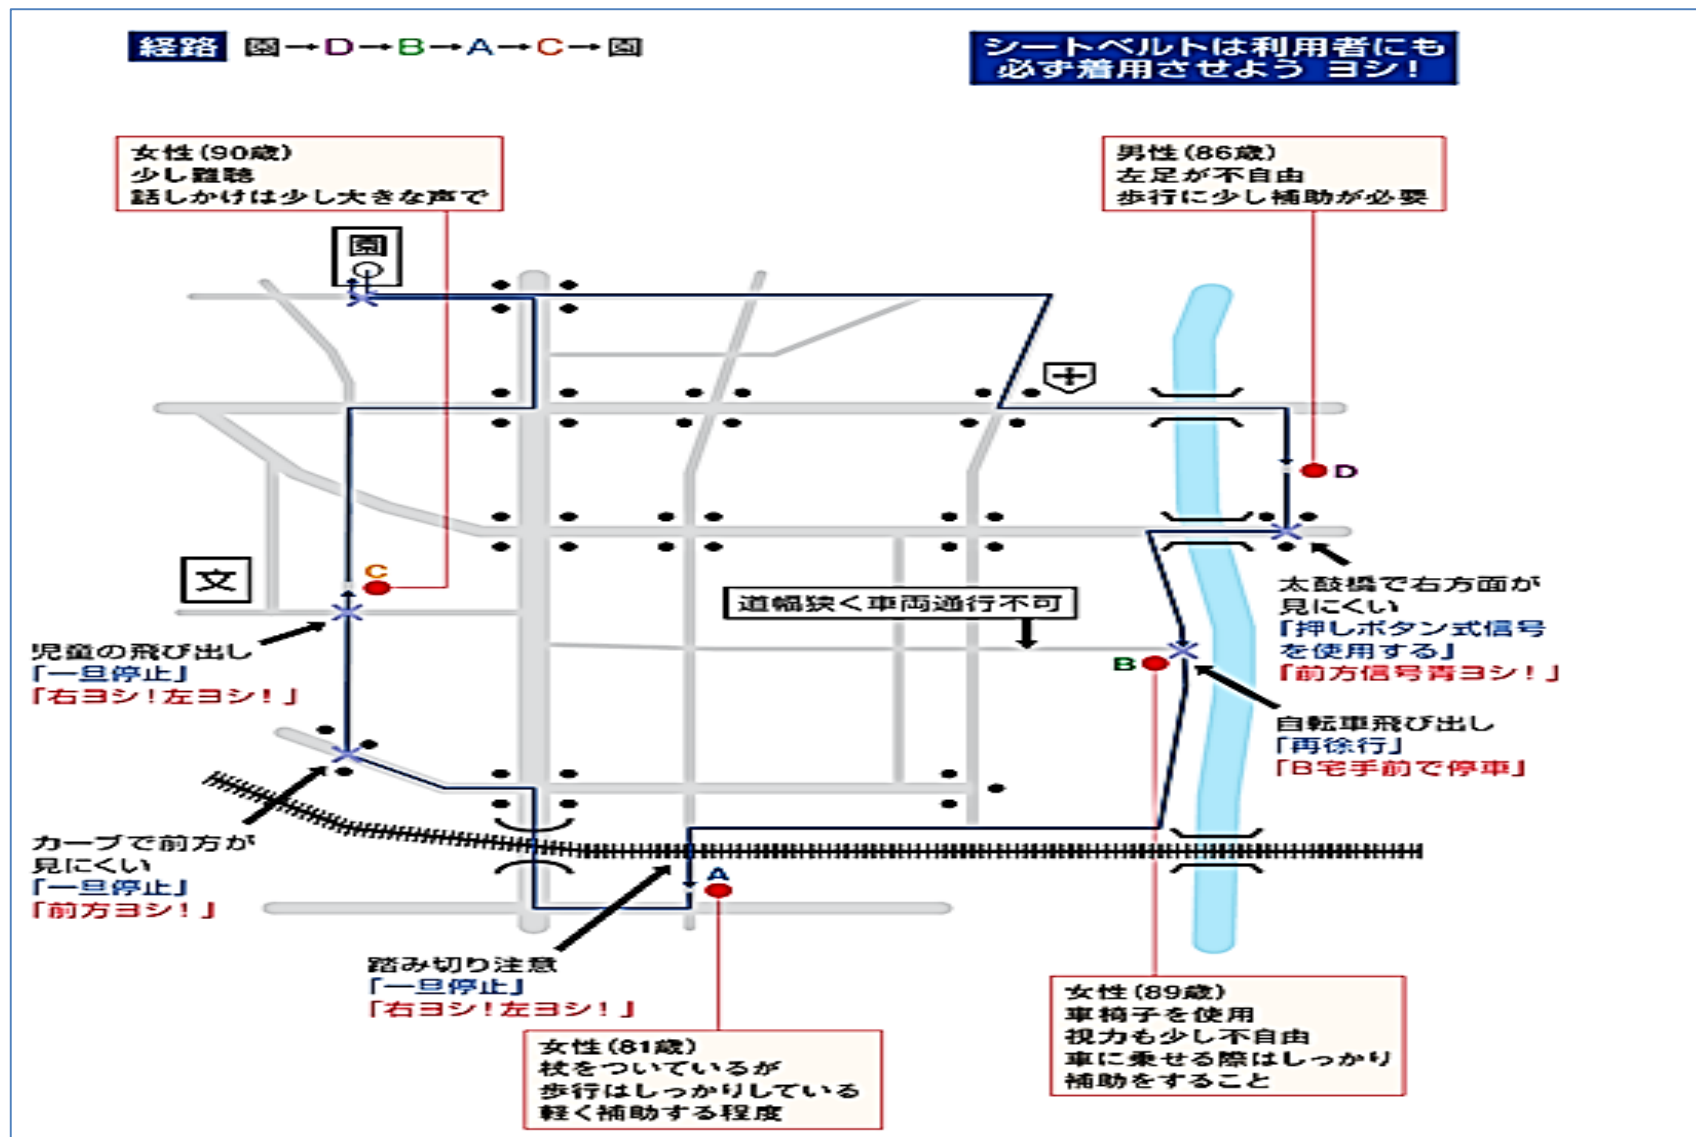 経路 園→D→B→A→C→園
シートベルトは利用者にも
必ず着用させよう ヨシ！
女性(90歳)
少し難聴
話しかけは少し大きな声で
男性(86歳)
左足が不自由
歩行に少し補助が必要
園
D
文
C
道幅狭く車両通行不可
B
太鼓橋で右方面が
見にくい
「押しボタン式信号
を使用する」
「前方信号青ヨシ！」
児童の飛び出し
「一旦停止」
「右ヨシ！左ヨシ！」
自転車飛び出し
「再徐行」
「B宅手前で停車」
カーブで前方が
見にくい
「一旦停止」
「前方ヨシ！」
A
踏み切り注意
「一旦停止」
「右ヨシ！左ヨシ！」
女性(81歳)
杖をついているが
歩行はしっかりしている
軽く補助する程度
女性(89歳)
車椅子を使用
視力も少し不自由
車に乗せる際はしっかり
補助をすること